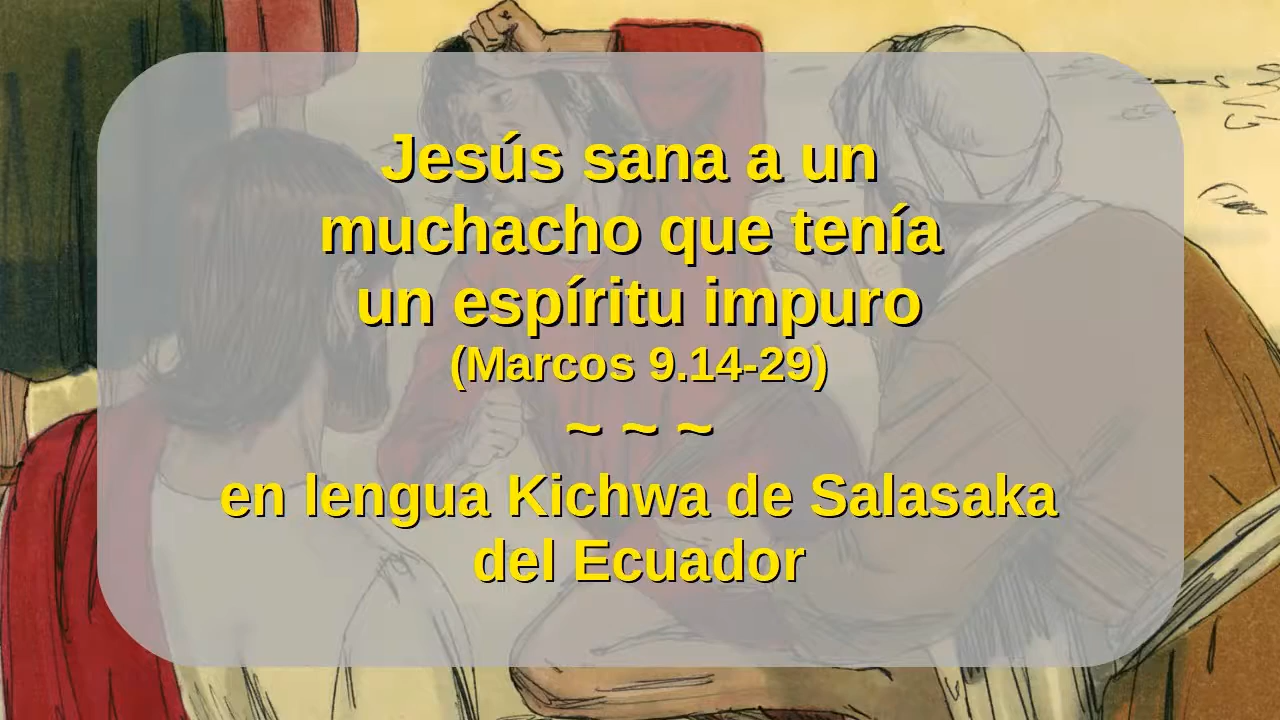 Jesús sana a un
muchacho que tenía
un espíritu impuro
(Marcos 9.14-29)
~ ~ ~
en lengua Kichwa de Salasaka
del Ecuador